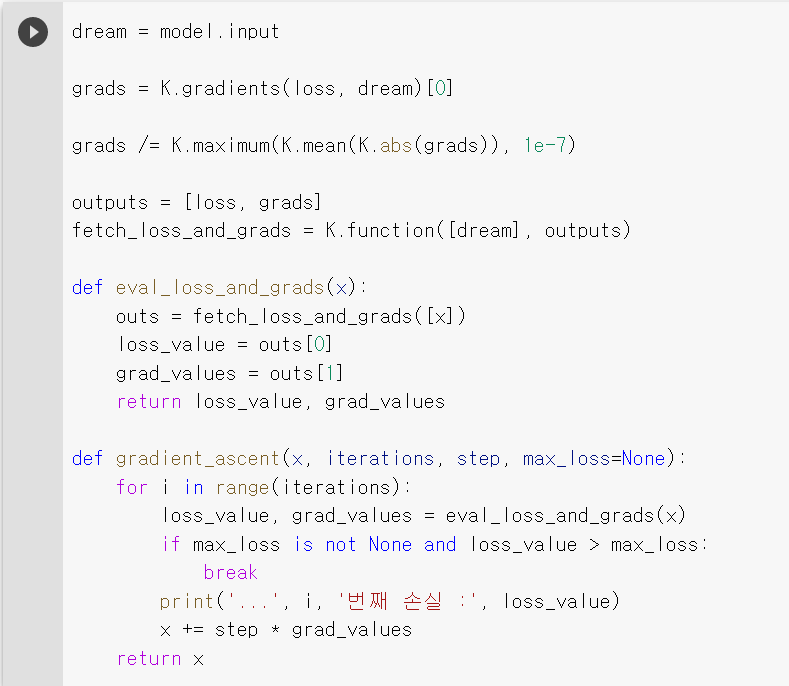 dream = model.input
grads = K.gradients(loss, dream)[0]
grads /= K.maximum(K.mean(K.abs(grads)), 1e-7)
outputs = [loss, grads]
fetch_loss_and_grads = K.function([dream], outputs)
def eval_loss_and_grads(x):
    outs = fetch_loss_and_grads([x])
    loss_value = outs[0]
    grad_values = outs[1]
    return loss_value, grad_values
def gradient_ascent(x, iterations, step, max_loss=None):
    for i in range(iterations):
        loss_value, grad_values = eval_loss_and_grads(x)
        if max_loss is not None and loss_value > max_loss:
            break
        print('...', i, '번째 손실 :', loss_value)
        x += step * grad_values
    return x